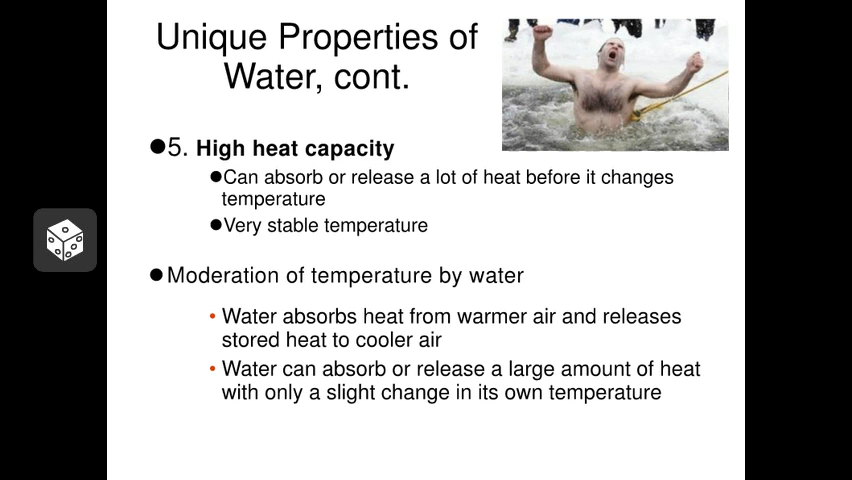 Unique Properties of
Water, cont.
●5. High heat capacity
●Can absorb or release a lot of heat before it changes
temperature
●Very stable temperature
●Moderation of temperature by water
• Water absorbs heat from warmer air and releases
stored heat to cooler air
• Water can absorb or release a large amount of heat
with only a slight change in its own temperature